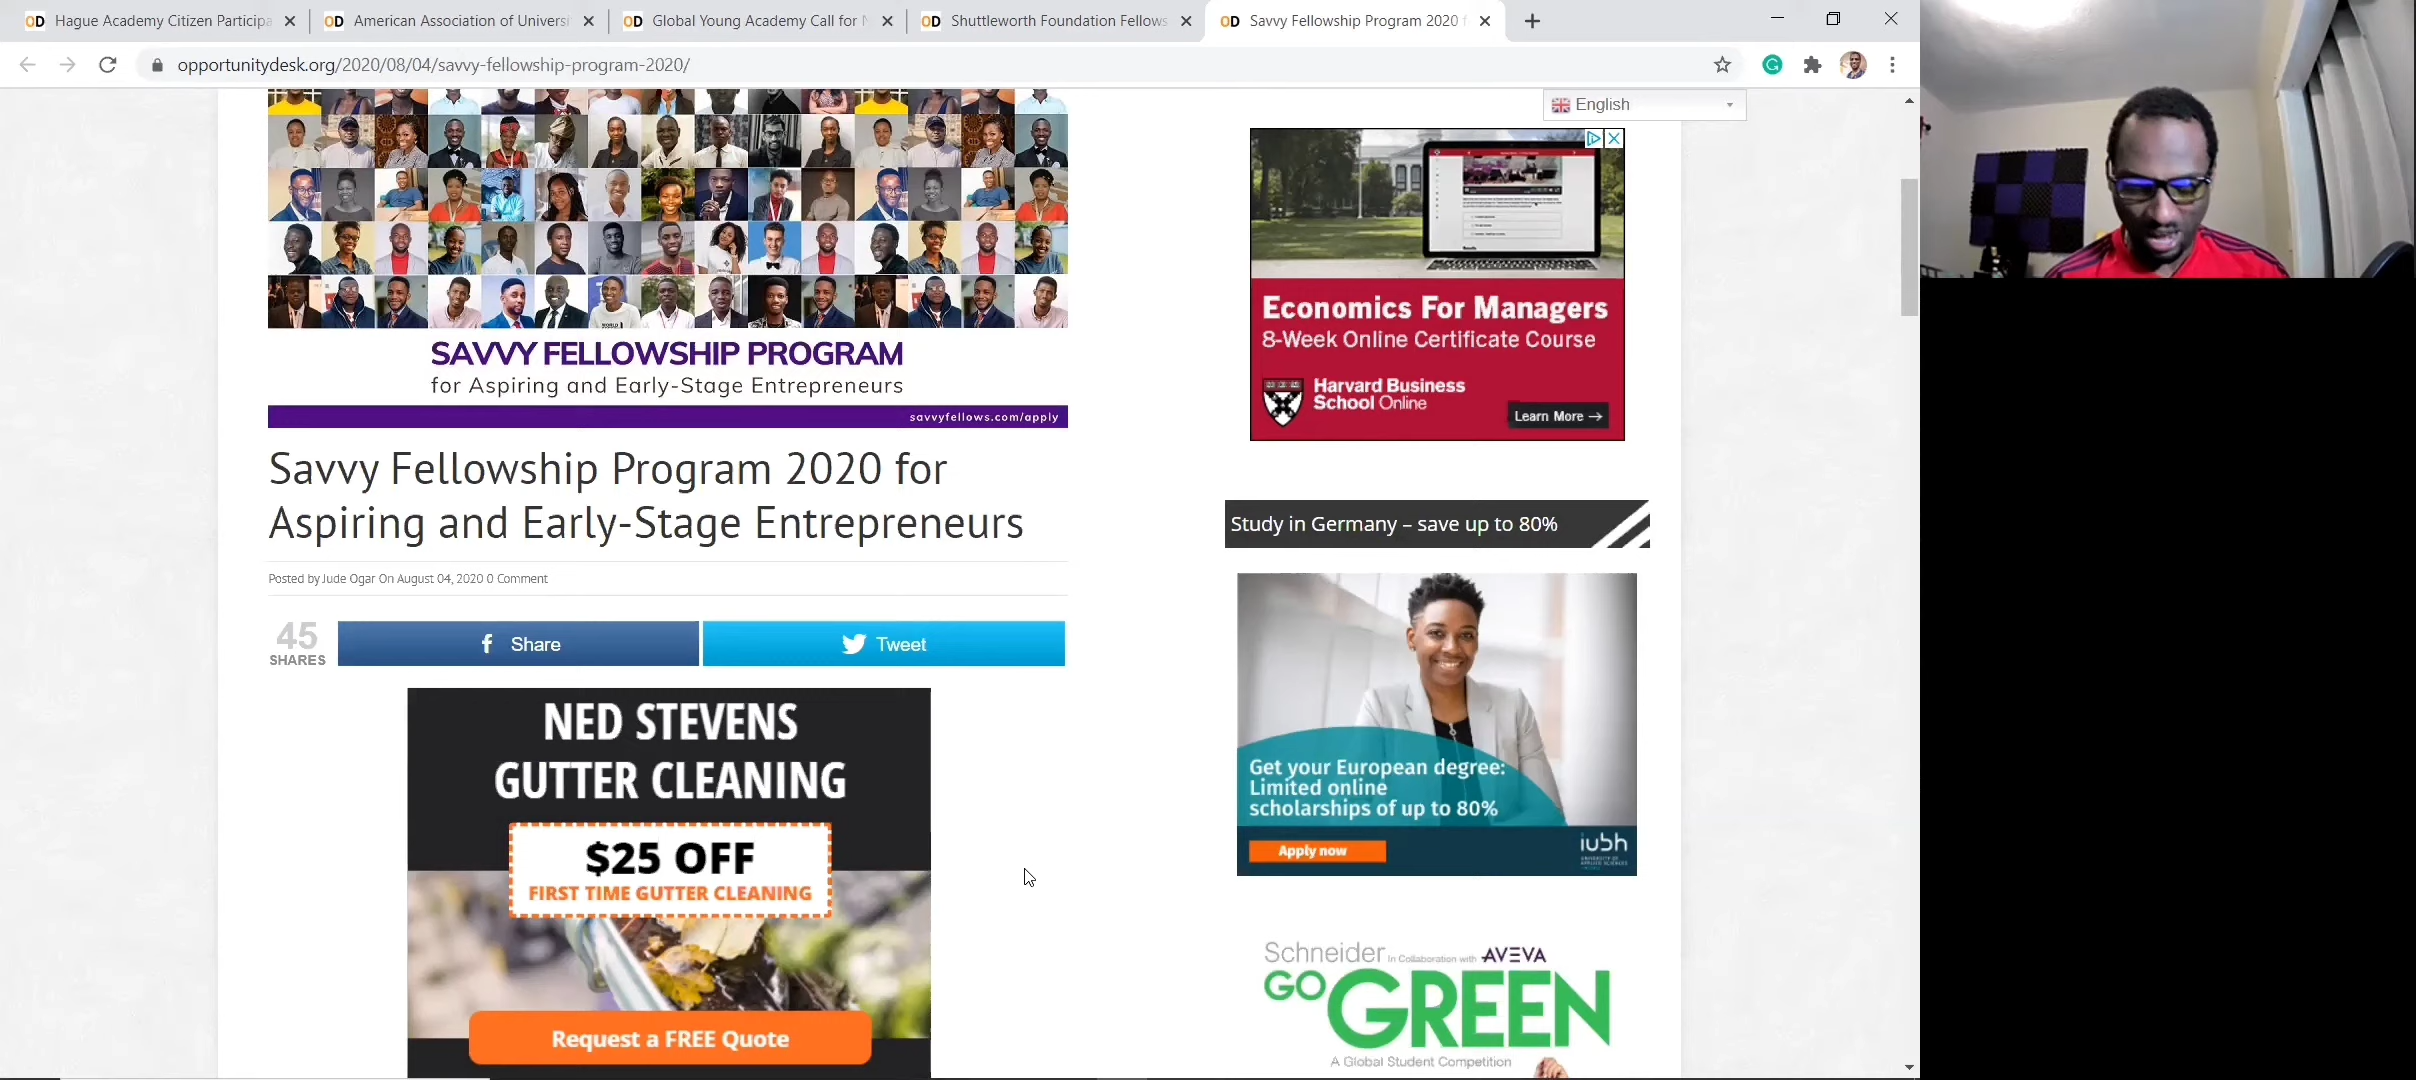 Hague Academy Citizen Participa
American Association of Universi
Global Young Academy Call for N
Shuttleworth Foundation Fellows
Savvy Fellowship Program 2020 f
opportunitydesk.org/2020/08/04/savvy-fellowship-program-2020/
English
SAVVY FELLOWSHIP PROGRAM
for Aspiring and Early-Stage Entrepreneurs
savvyfellows.com/apply
Savvy Fellowship Program 2020 for
Aspiring and Early-Stage Entrepreneurs
Posted by Jude Ogar On August 04, 2020 0 Comment
45
SHARES
Share
Tweet
NED STEVENS
GUTTER CLEANING
$25 OFF
FIRST TIME GUTTER CLEANING
Request a FREE Quote
Economics For Managers
8-Week Online Certificate Course
Harvard Business
School Online
Learn More →
Study in Germany – save up to 80%
Get your European degree:
Limited online
scholarships of up to 80%
Apply now
iubh
Schneider In Collaboration with AVEVA
GO GREEN
A Global Student Competition